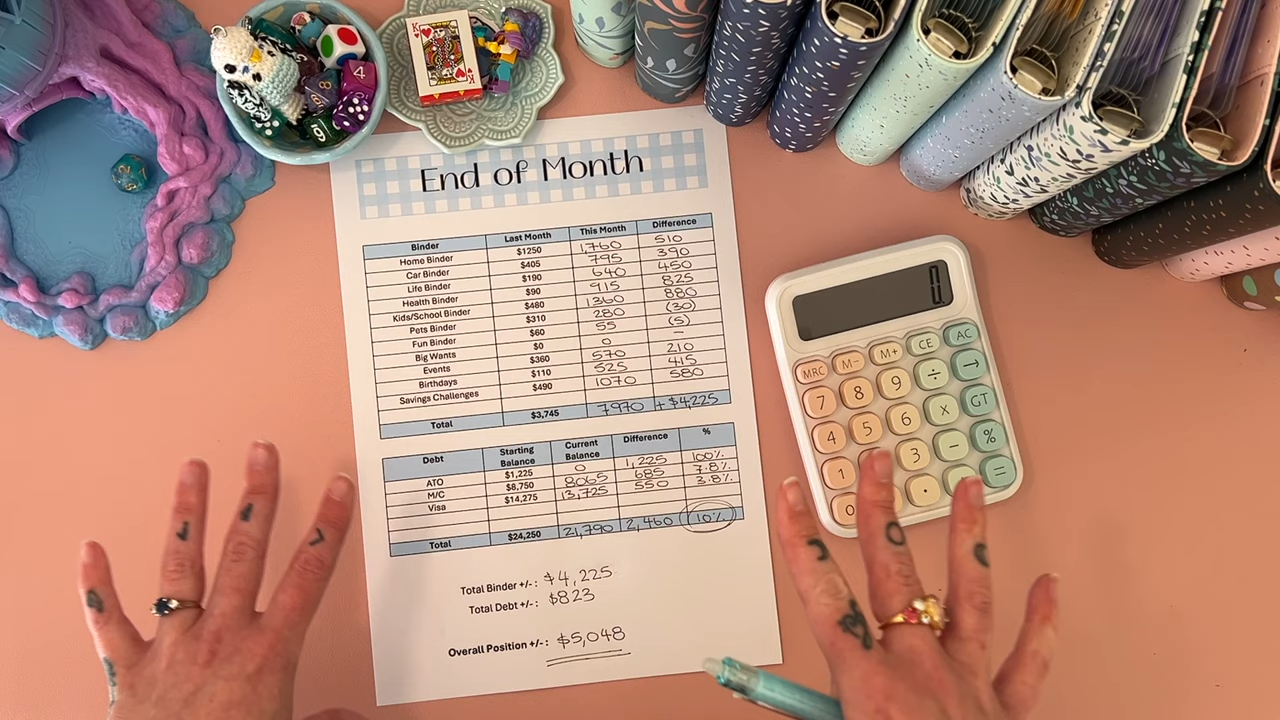 End of Month
Binder Last Month This Month Difference
Home Binder $1250 1,760 510
Car Binder $405 795 390
Life Binder $190 640 450
Health Binder $90 915 825
Kids/School Binder $480 1360 880
Pets Binder $310 280 (30)
Fun Binder $60 55 (5)
Big Wants $0 0 –
Events $360 570 210
Birthdays $110 525 415
Savings Challenges $490 1070 580
Total $3,745 7970 +$4,225
Debt Starting Balance Current Balance Difference %
ATO $1,225 0 1,225 100%
M/C $8,750 8065 685 7.8%
Visa $14,275 13,725 550 3.8%
Total $24,250 21,790 2,460 10%
Total Binder +/-: $4,225
Total Debt +/-: $823
Overall Position +/-: $5,048
0
MRC M- M+ CE AC
7 8 9 ÷ →
4 5 6 x GT
1 3 − %
0 . =
K
K
4
8